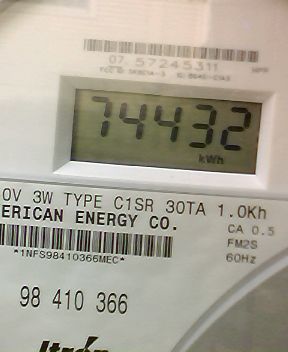 07. 57245311
74432
kWh
0V 3W TYPE C1SR 30TA 1.0Kh
ERICAN ENERGY CO.
CA 0.5
FM2S
*1NFS98410366MEC*
60Hz
98 410 366
Itrón